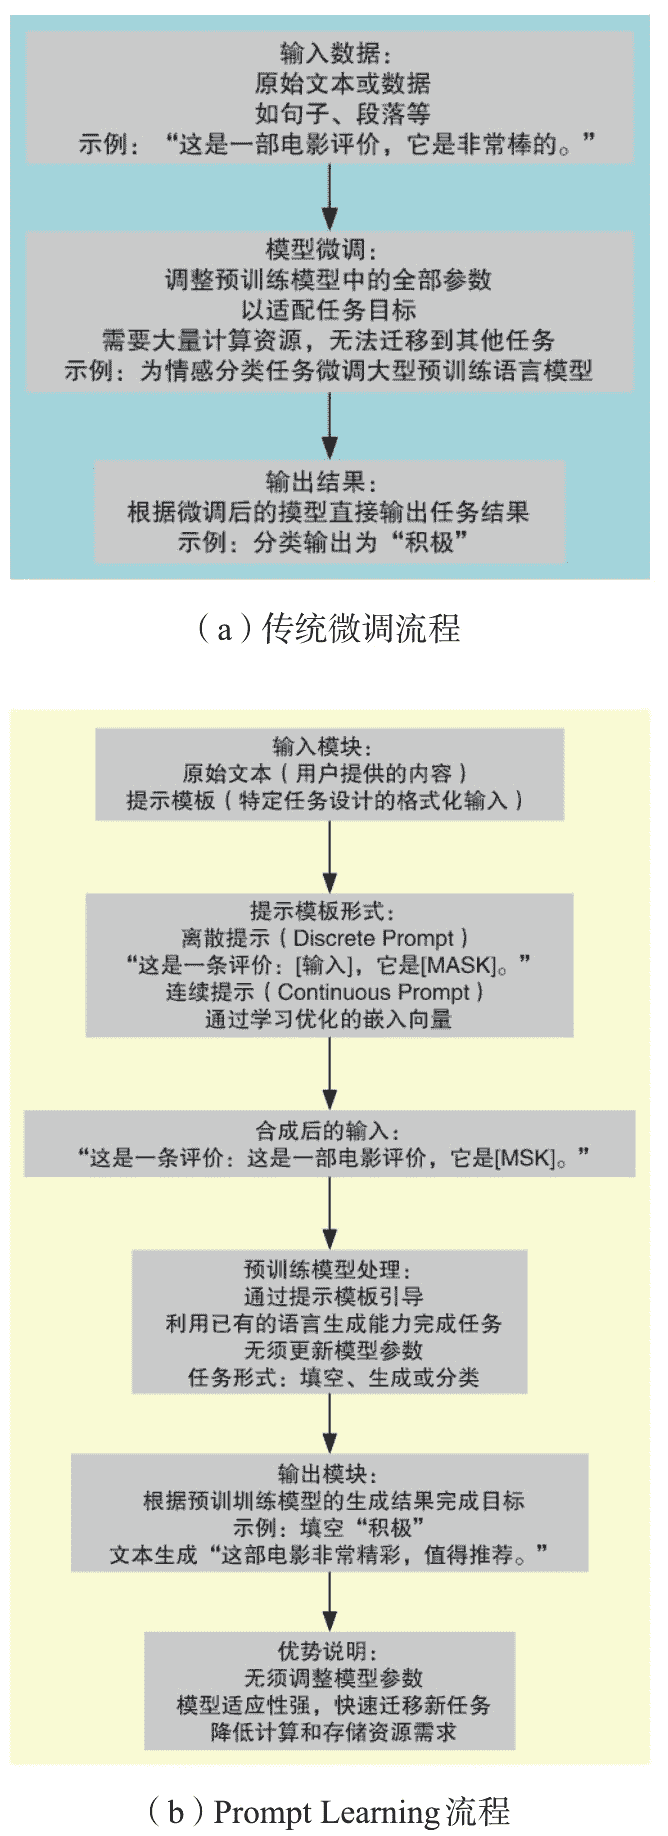 输入数据：
原始文本或数据
如句子、段落等
示例：“这是一部电影评价，它是非常棒的。”
模型微调：
调整预训练模型中的全部参数
以适配任务目标
需要大量计算资源，无法迁移到其他任务
示例：为情感分类任务微调大型预训练语言模型
输出结果：
根据微调后的摸型直接输出任务结果
示例：分类输出为“积极”
（a）传统微调流程
输入模块：
原始文本（用户提供的内容）
提示模板（特定任务设计的格式化输入）
提示模板形式：
离散提示（Discrete Prompt）
“这是一条评价：[输入]，它是[MASK]。”
连续提示（Continuous Prompt）
通过学习优化的嵌入向量
合成后的输入：
“这是一条评价：这是一部电影评价，它是[MSK]。”
预训练模型处理：
通过提示模板引导
利用已有的语言生成能力完成任务
无须更新模型参数
任务形式：填空、生成或分类
输出模块：
根据预训圳练模型的生成结果完成目标
示例：填空“积极”
文本生成“这部电影非常精彩，值得推荐。”
优势说明：
无须调整模型参数
模型适应性强，快速迁移新任务
降低计算和存储资源需求
（b）Prompt Learning流程